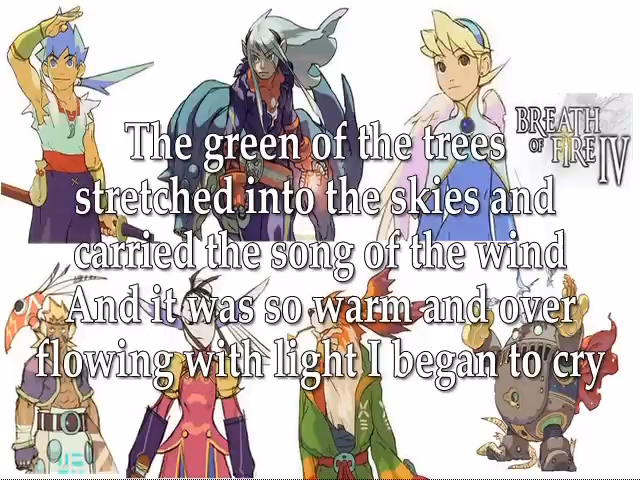 BREATH
OF FIRE IV
The green of the trees
stretched into the skies and
carried the song of the wind
And it was so warm and over
flowing with light I began to cry